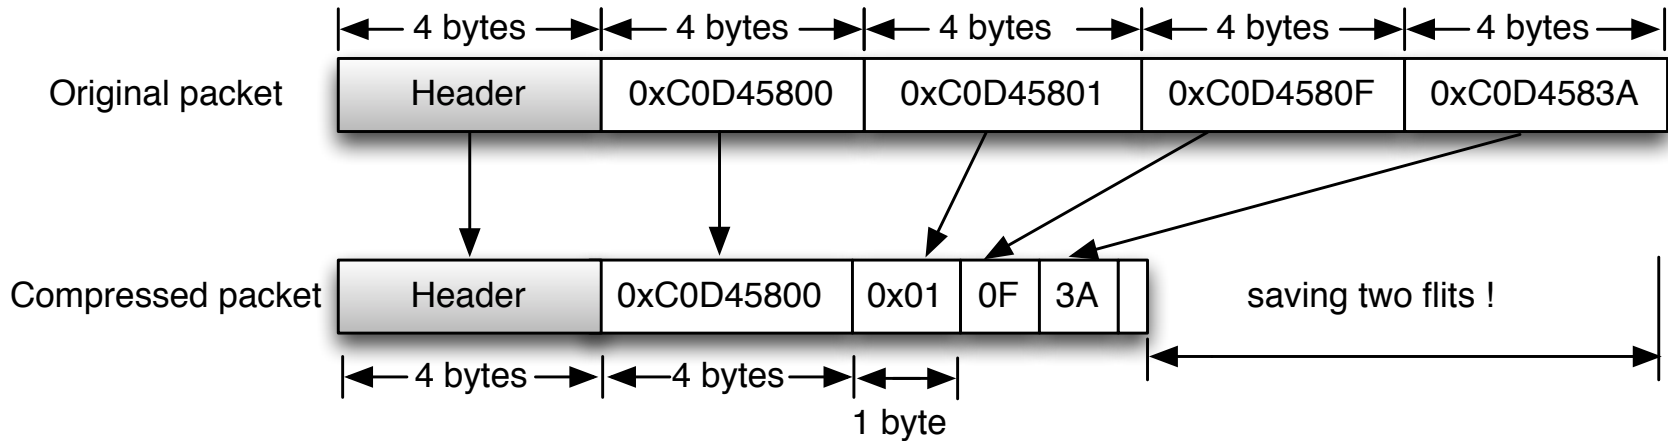 4 bytes 4 bytes 4 bytes 4 bytes 4 bytes
Original packet Header 0xC0D45800 0xC0D45801 0xC0D4580F 0xC0D4583A
Compressed packet Header 0xC0D45800 0x01 0F 3A saving two flits !
4 bytes 4 bytes
1 byte